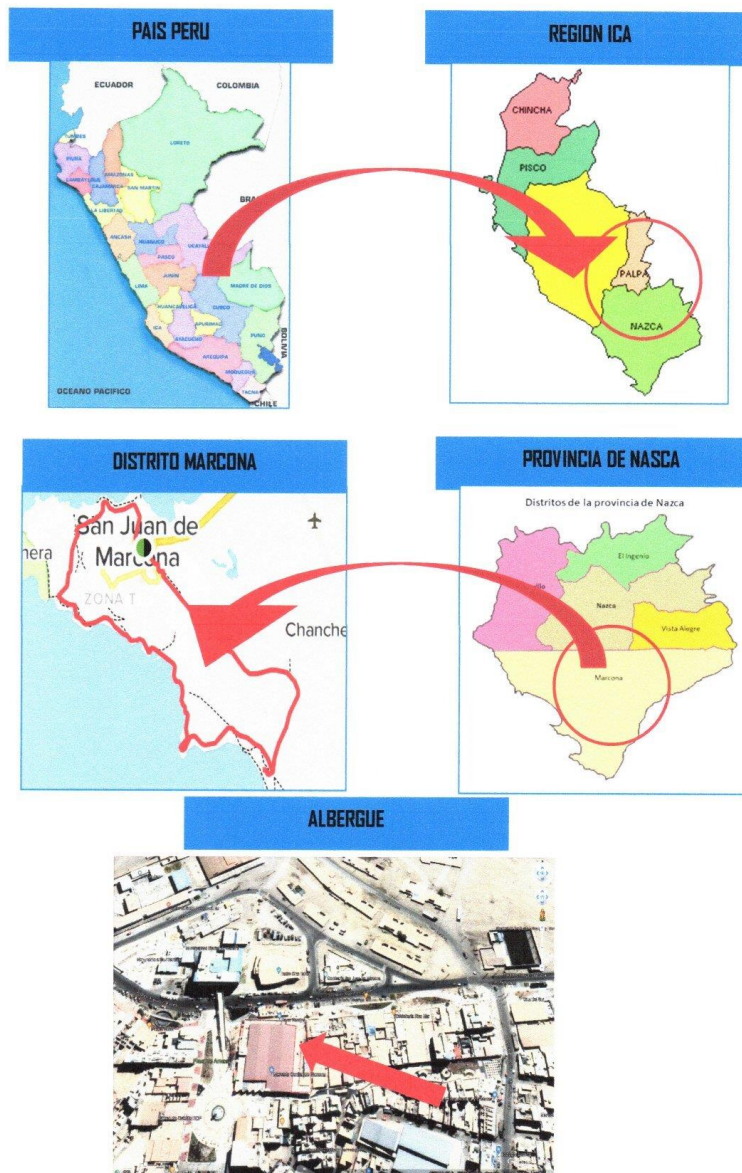 PAIS PERU
ECUADOR
COLOMBIA
LORETO
PIURA
AMAZONAS
CAJAMARCA
SAN MARTIN
LA LIBERTAD
ANCASH
HUANUCO
UCAYALI
PASCO
JUNIN
LIMA
MADRE DE DIOS
HUANCAVELICA
CUSCO
ICA
APURIMAC
AYACUCHO
PUNO
AREQUIPA
MOQUEGUA
TACNA
BOLIVIA
OCEANO PACIFICO
CHILE
REGION ICA
CHINCHA
PISCO
PALPA
NAZCA
DISTRITO MARCONA
San Juan de
Marcona
nera
ZONA T
Chanche
PROVINCIA DE NASCA
Distritos de la provincia de Nazca
El Ingenio
Nazca
Vista Alegre
Marcona
ALBERGUE